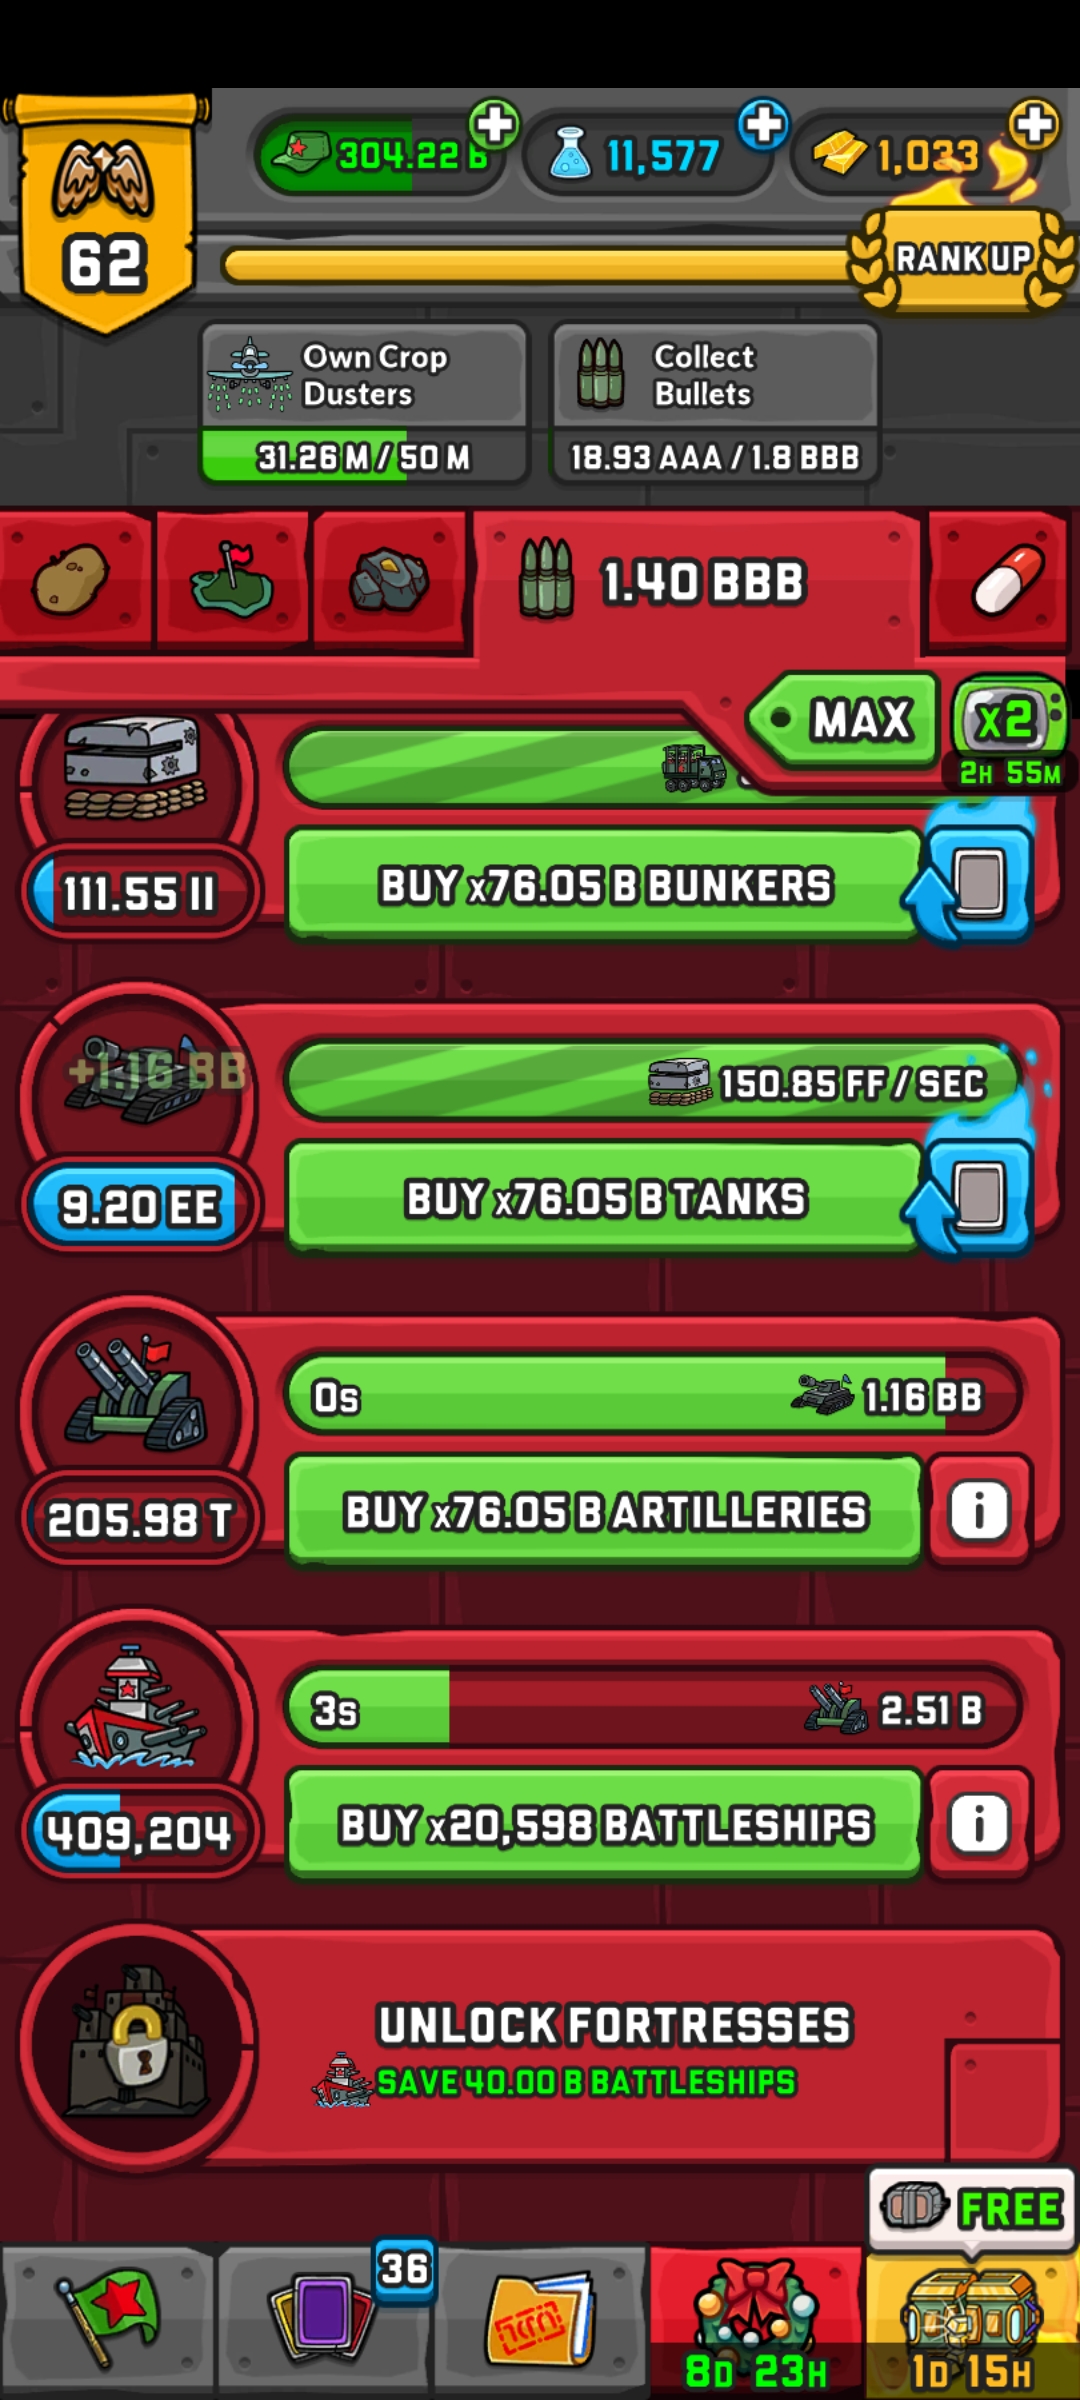 304.22 B
11,577
1,033
62
RANK UP
Own Crop
Dusters
31.26 M / 50 M
Collect
Bullets
18.93 AAA / 1.8 BBB
1.40 BBB
MAX
x2
2H 55M
111.55 II
BUY x76.05 B BUNKERS
+1.16 BB
150.85 FF / SEC
9.20 EE
BUY x76.05 B TANKS
0s
1.16 BB
205.98 T
BUY x76.05 B ARTILLERIES
i
3s
2.51 B
409,204
BUY x20,598 BATTLESHIPS
i
UNLOCK FORTRESSES
SAVE 40.00 B BATTLESHIPS
FREE
36
8D 23H
1D 15H